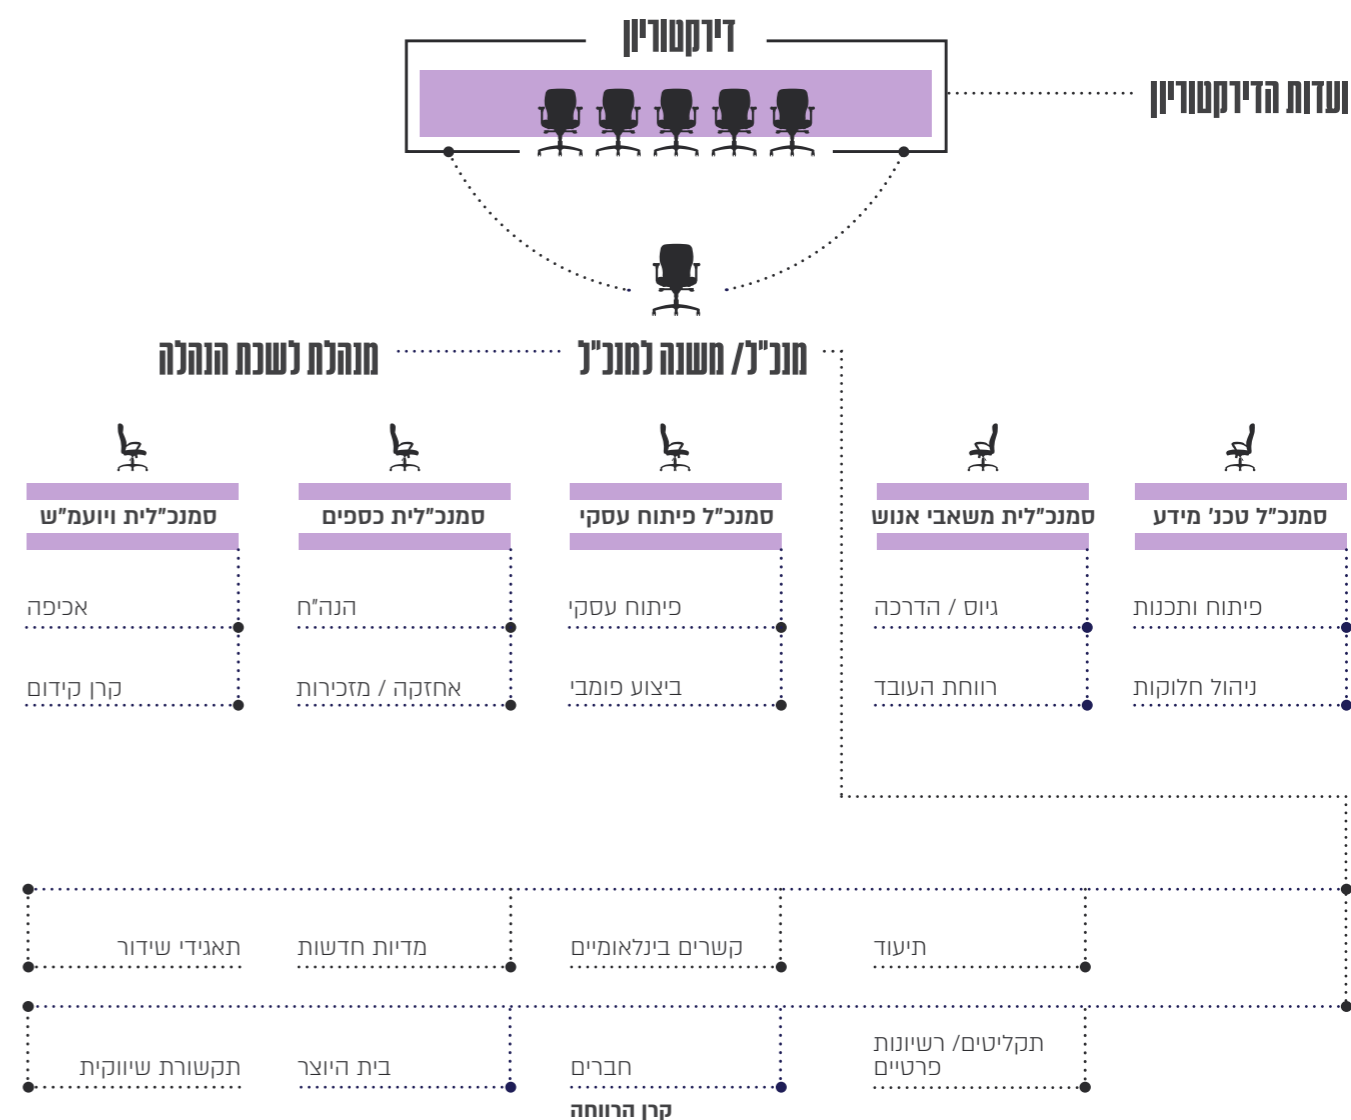 דירקטוריון
ועדות הדירקטוריון
מנכ"ל/ משנה למנכ"ל
מנהלת לשכת הנהלה
סמנכ"ל טכנ' מידע
סמנכ"לית משאבי אנוש
סמנכ"ל פיתוח עסקי
סמנכ"לית כספים
סמנכ"לית ויועמ"ש
פיתוח ותכנות
גיוס / הדרכה
פיתוח עסקי
הנה"ח
אכיפה
ניהול חלוקות
רווחת העובד
ביצוע פומבי
אחזקה / מזכירות
קרן קידום
תיעוד
קשרים בינלאומיים
מדיות חדשות
תאגידי שידור
תקליטים/ רשיונות
פרטיים
חברים
קרן הרווחה
בית היוצר
תקשורת שיווקית